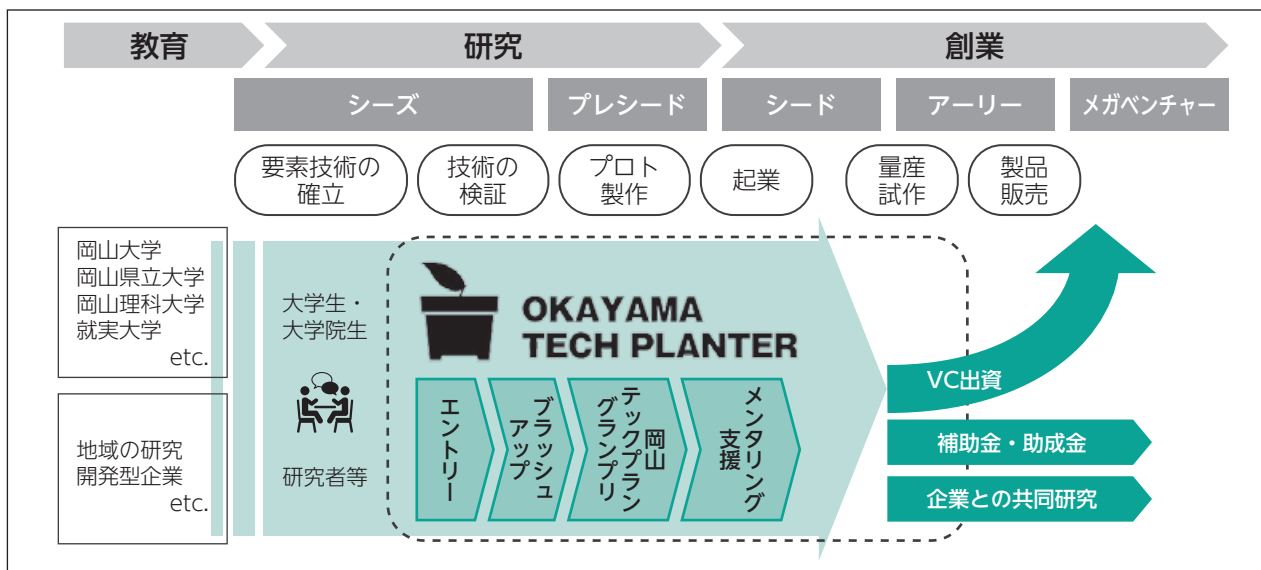 教育
研究
創業
シーズ
プレシード
シード
アーリー
メガベンチャー
要素技術の
確立
技術の
検証
プロト
製作
起業
量産
試作
製品
販売
岡山大学
岡山県立大学
岡山理科大学
就実大学
etc.
地域の研究
開発型企業
etc.
大学生・
大学院生
研究者等
OKAYAMA
TECH PLANTER
エントリー
ブラッシュ
アップ
岡山
テックプラン
グランプリ
メンタリング
支援
VC出資
補助金・助成金
企業との共同研究